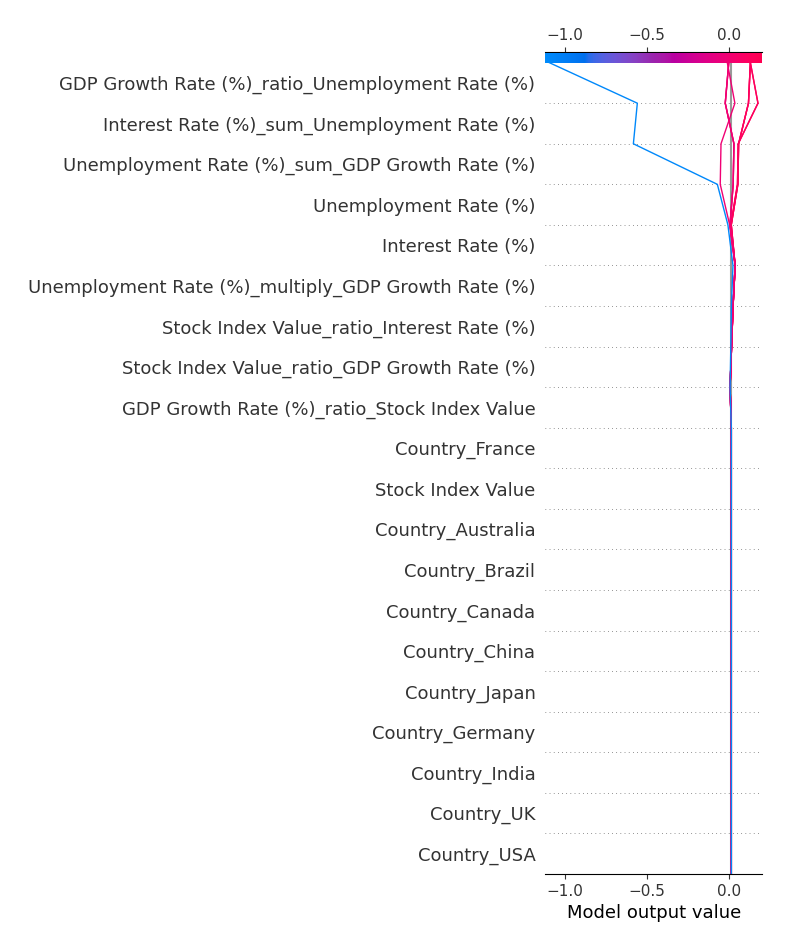 −1.0 −0.5 0.0
GDP Growth Rate (%)_ratio_Unemployment Rate (%)
Interest Rate (%)_sum_Unemployment Rate (%)
Unemployment Rate (%)_sum_GDP Growth Rate (%)
Unemployment Rate (%)
Interest Rate (%)
Unemployment Rate (%)_multiply_GDP Growth Rate (%)
Stock Index Value_ratio_Interest Rate (%)
Stock Index Value_ratio_GDP Growth Rate (%)
GDP Growth Rate (%)_ratio_Stock Index Value
Country_France
Stock Index Value
Country_Australia
Country_Brazil
Country_Canada
Country_China
Country_Japan
Country_Germany
Country_India
Country_UK
Country_USA
−1.0 −0.5 0.0
Model output value